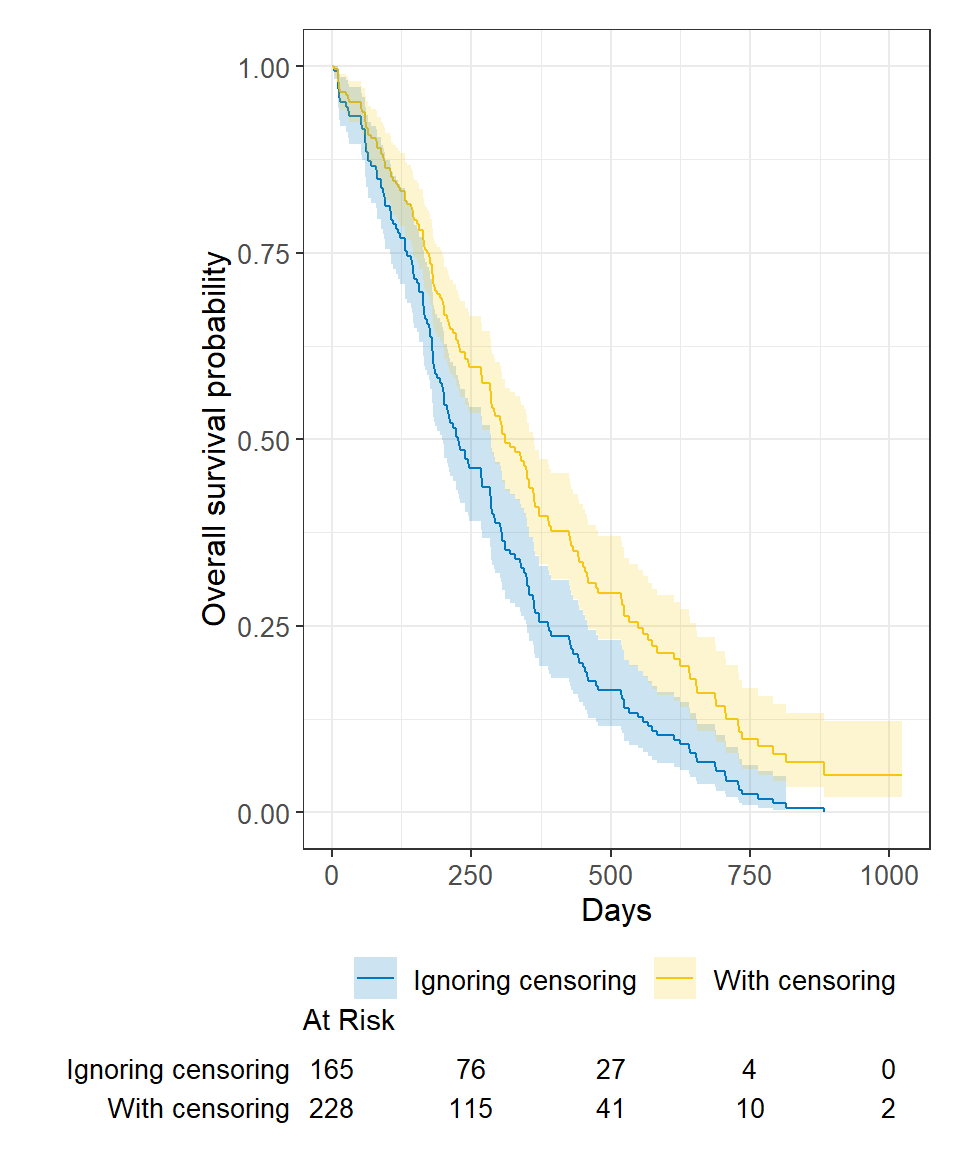 Overall survival probability
1.00
0.75
0.50
0.25
0.00
0 250 500 750 1000
Days
Ignoring censoring With censoring
At Risk
Ignoring censoring 165 76 27 4 0
With censoring 228 115 41 10 2